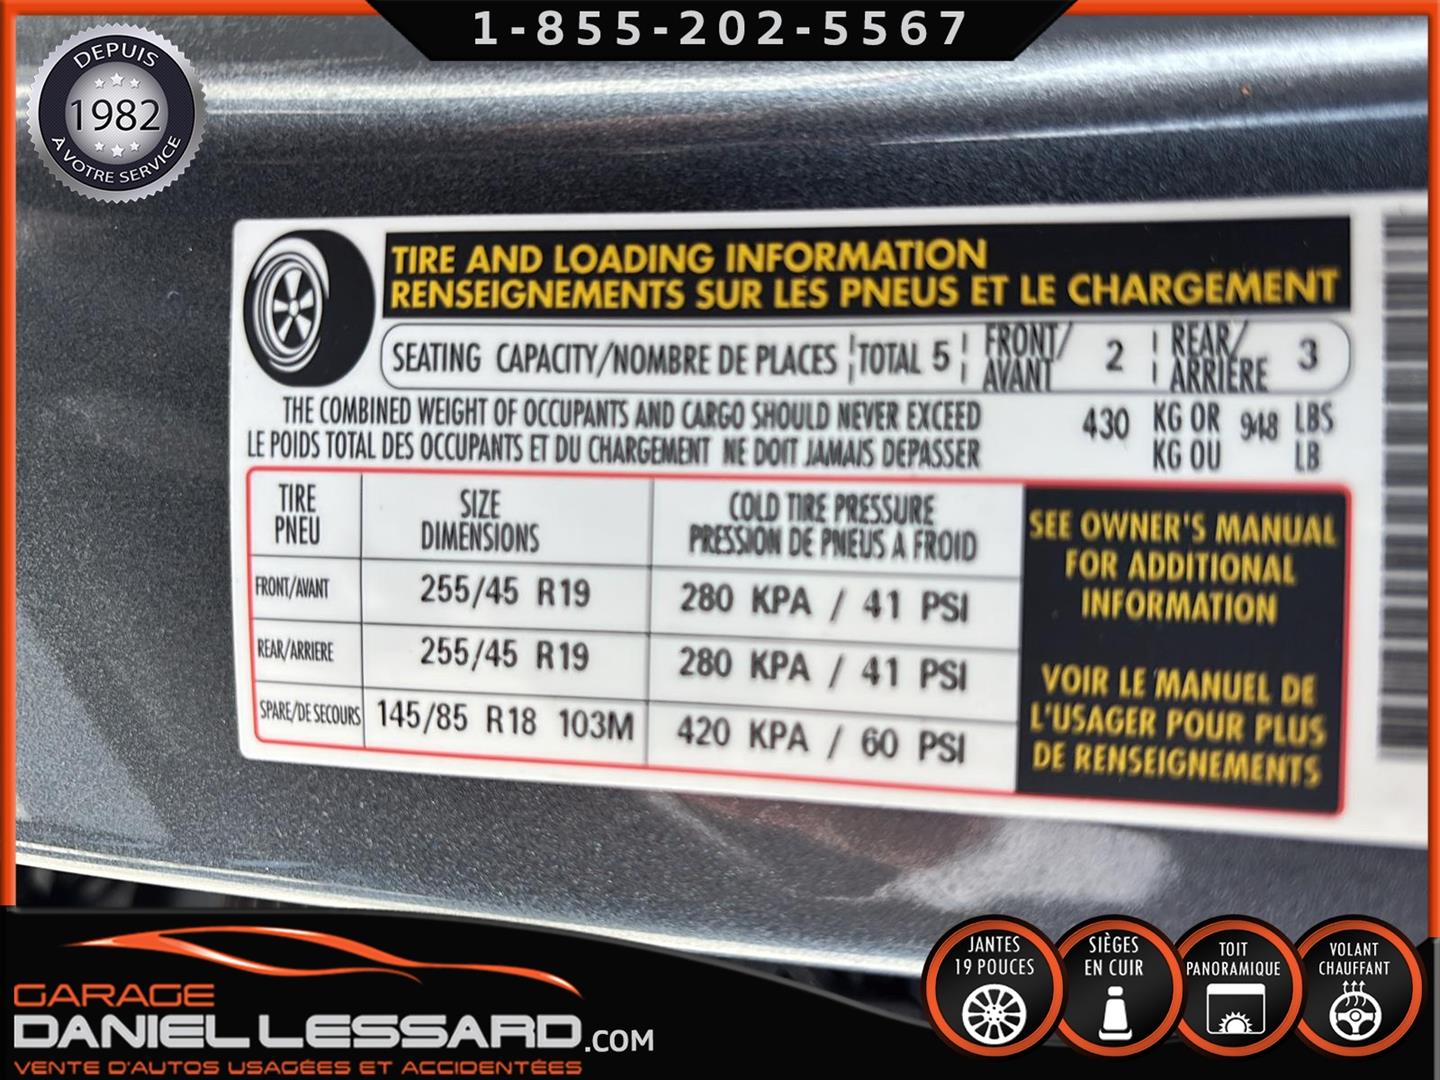 1-855-202-5567
DEPUIS
1982
À VOTRE SERVICE
TIRE AND LOADING INFORMATION
RENSEIGNEMENTS SUR LES PNEUS ET LE CHARGEMENT
SEATING CAPACITY/NOMBRE DE PLACES TOTAL 5 FRONT/AVANT 2 REAR/ARRIÈRE 3
THE COMBINED WEIGHT OF OCCUPANTS AND CARGO SHOULD NEVER EXCEED 430 KG OR 948 LBS
LE POIDS TOTAL DES OCCUPANTS ET DU CHARGEMENT NE DOIT JAMAIS DEPASSER KG OU LB
TIRE SIZE COLD TIRE PRESSURE
PNEU DIMENSIONS PRESSION DE PNEUS A FROID
FRONT/AVANT 255/45 R19 280 KPA / 41 PSI
REAR/ARRIERE 255/45 R19 280 KPA / 41 PSI
SPARE/DE SECOURS 145/85 R18 103M 420 KPA / 60 PSI
SEE OWNER'S MANUAL
FOR ADDITIONAL
INFORMATION
VOIR LE MANUEL DE
L'USAGER POUR PLUS
DE RENSEIGNEMENTS
GARAGE
DANIEL LESSARD.COM
VENTE D'AUTOS USAGÉES ET ACCIDENTÉES
JANTES
19 POUCES
SIÈGES
EN CUIR
TOIT
PANORAMIQUE
VOLANT
CHAUFFANT